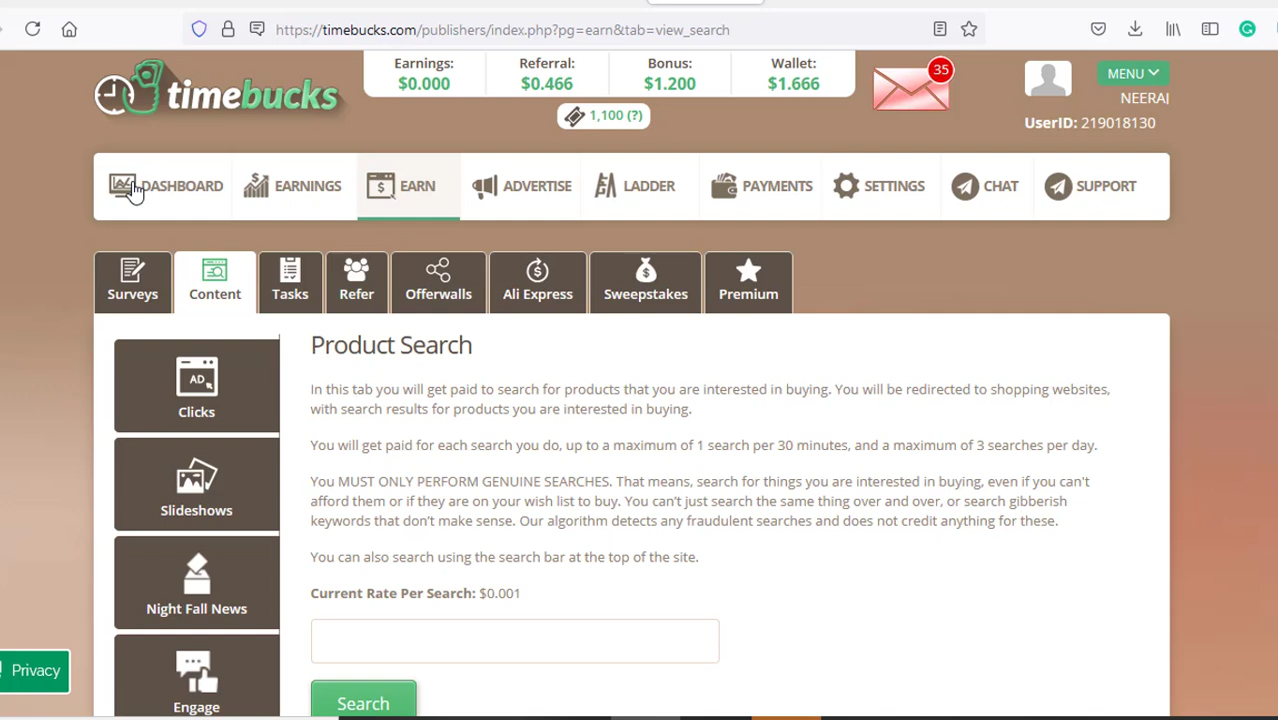 https://timebucks.com/publishers/index.php?pg=earn&tab=view_search
timebucks
Earnings: Referral: Bonus: Wallet:
$0.000 $0.466 $1.200 $1.666
1,100 (?)
35
MENU
NEERAJ
UserID: 219018130
DASHBOARD EARNINGS EARN ADVERTISE LADDER PAYMENTS SETTINGS CHAT SUPPORT
Surveys Content Tasks Refer Offerwalls Ali Express Sweepstakes Premium
Product Search
In this tab you will get paid to search for products that you are interested in buying. You will be redirected to shopping websites,
with search results for products you are interested in buying.
You will get paid for each search you do, up to a maximum of 1 search per 30 minutes, and a maximum of 3 searches per day.
You MUST ONLY PERFORM GENUINE SEARCHES. That means, search for things you are interested in buying, even if you can't
afford them or if they are on your wish list to buy. You can't just search the same thing over and over, or search gibberish
keywords that don't make sense. Our algorithm detects any fraudulent searches and does not credit anything for these.
You can also search using the search bar at the top of the site.
Current Rate Per Search: $0.001
Search
AD
Clicks
Slideshows
Night Fall News
Engage
Privacy